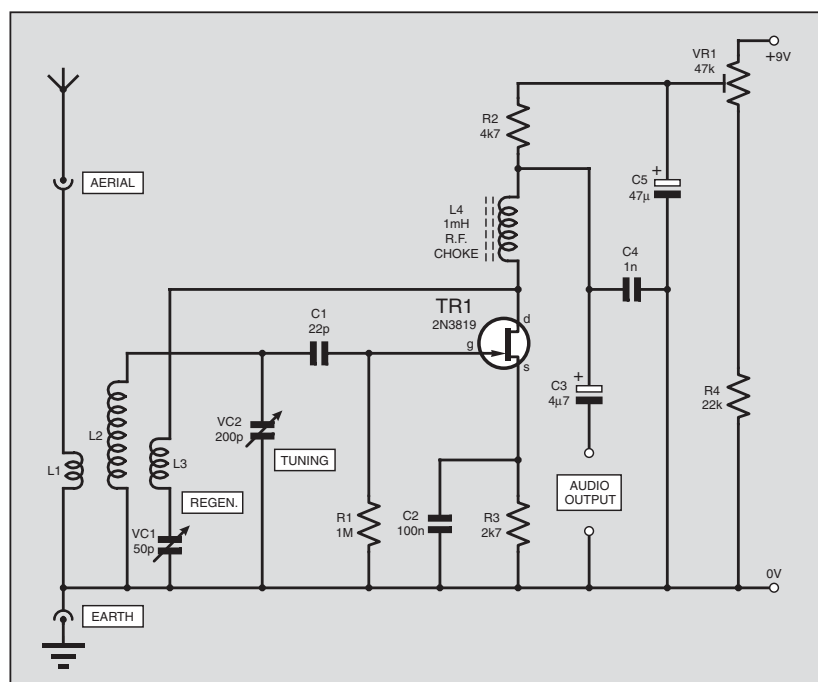 VR1
47k
+9V
R2
4k7
AERIAL
C5
47µ
+
L4
1mH
R.F.
CHOKE
C4
1n
TR1
2N3819
C1
22p
d
g
s
+
C3
4µ7
R4
22k
L2
VC2
200p
L1
L3
TUNING
REGEN.
AUDIO
OUTPUT
VC1
50p
R1
1M
C2
100n
R3
2k7
0V
EARTH